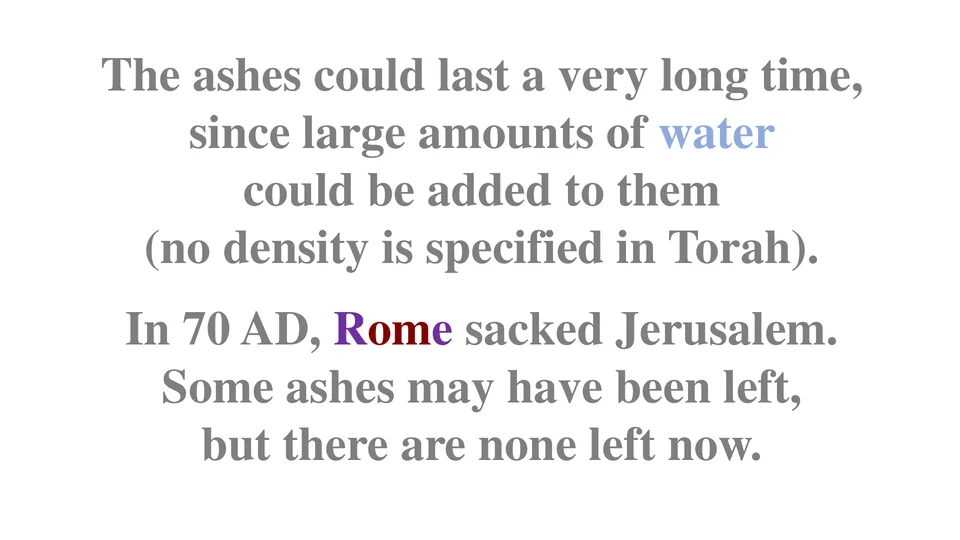 The ashes could last a very long time,
since large amounts of water
could be added to them
(no density is specified in Torah).
In 70 AD, Rome sacked Jerusalem.
Some ashes may have been left,
but there are none left now.